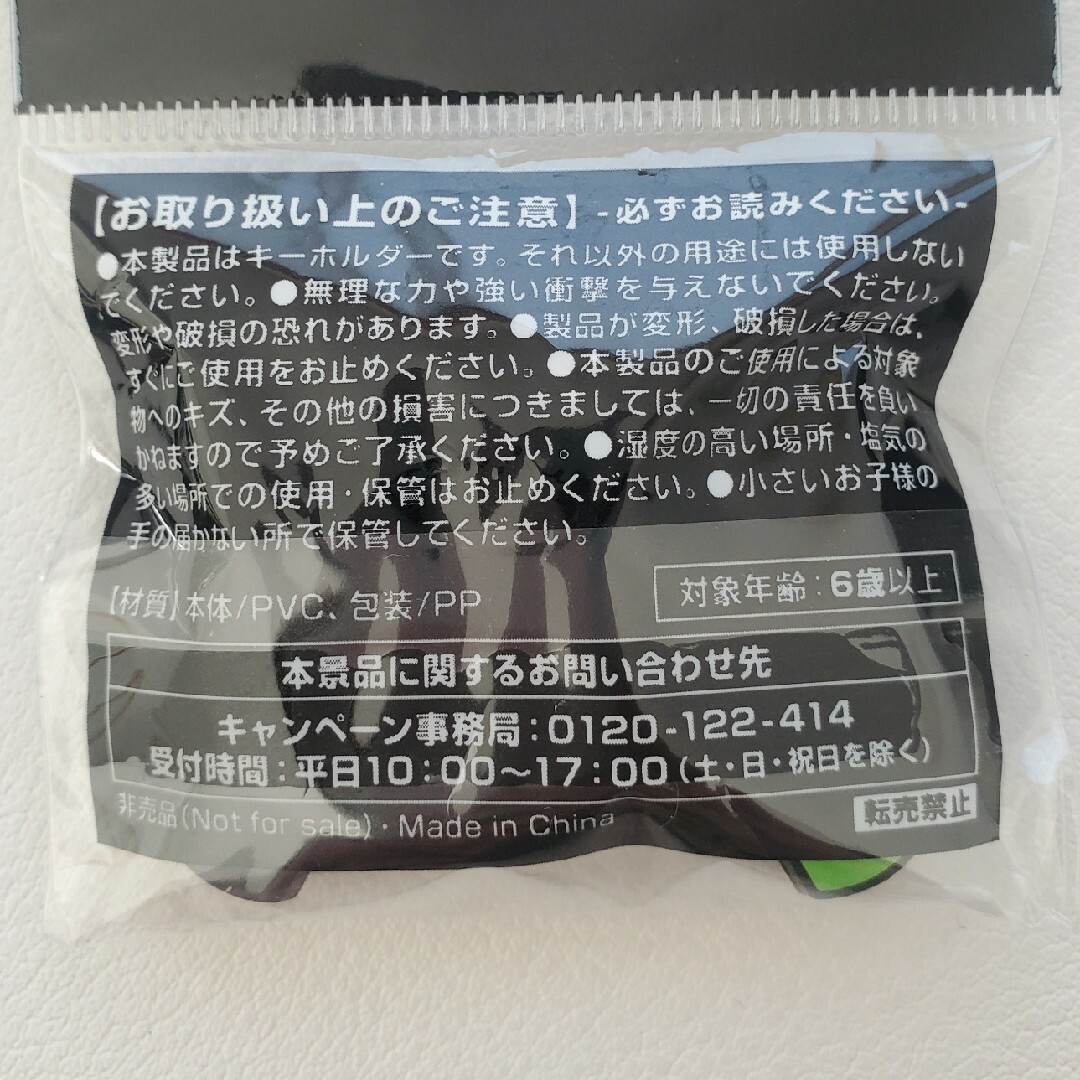 【お取り扱い上のご注意】-必ずお読みください-
●本製品はキーホルダーです。それ以外の用途には使用しない
でください。●無理な力や強い衝撃を与えないでください。
変形や破損の恐れがあります。●製品が変形、破損した場合は、
すぐにご使用をお止めください。●本製品のご使用による対象
物へのキズ、その他の損害につきましては、一切の責任を負い
かねますので予めご了承ください。●湿度の高い場所・塩気の
多い場所での使用・保管はお止めください。●小さいお子様の
手の届かない所で保管してください。
【材質】本体/PVC、包装/PP
対象年齢:6歳以上
本景品に関するお問い合わせ先
キャンペーン事務局:0120-122-414
受付時間:平日10:00〜17:00(土・日・祝日を除く)
非売品(Not for sale)・Made in China
転売禁止